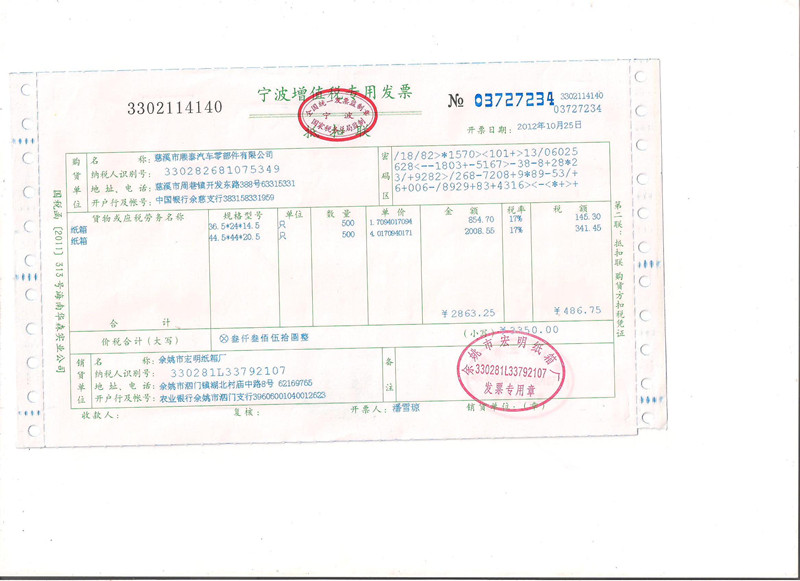 宁波增值税专用发票
3302114140
№ 03727234
3302114140
03727234
全国统一发票监制章
宁波
国家税务总局监制
开票日期: 2012年10月25日
购货单位
名 称: 慈溪市顺泰汽车零部件有限公司
纳税人识别号: 330282681075349
地 址、电 话: 慈溪市周巷镇开发东路388号63315331
开户行及帐号: 中国银行余慈支行383158331959
密码区
/18/82>*1570><101+>13/06025
628<--1803+-5167>-38-8+28*2
3/+9282>/268-7208+9*89-53/+
6+006-/8929+83+4316><-<*+>+
货物或应税劳务名称 规格型号 单位 数 量 单 价 金 额 税率 税 额
纸箱 36.5*24*14.5 只 500 1.7094017094 854.70 17% 145.30
纸箱 44.5*44*20.5 只 500 4.0170940171 2008.55 17% 341.45
合 计 ¥2863.25 ¥486.75
价税合计(大写) ⊗叁仟叁佰伍拾圆整 (小写) ¥3350.00
销货单位
名 称: 余姚市宏明纸箱厂
纳税人识别号: 330281L33792107
地 址、电 话: 余姚市泗门镇湖北村庙中路8号 62169765
开户行及帐号: 农业银行余姚市泗门支行39606001040012623
备注
余姚市宏明纸箱厂
330281L33792107
发票专用章
收款人: 复核: 开票人: 潘雪琼 销货单位: (章)
国税函〔2011〕313号海南华森实业公司
第二联: 抵扣联 购货方扣税凭证